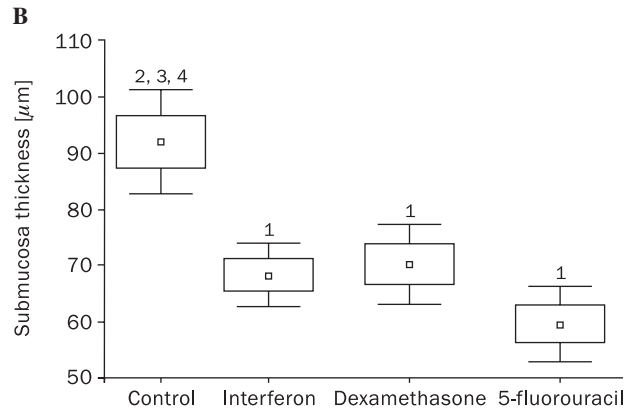 B
Submucosa thickness [μm]
110
100
90
80
70
60
50
2, 3, 4
1
1
1
Control
Interferon
Dexamethasone
5-fluorouracil